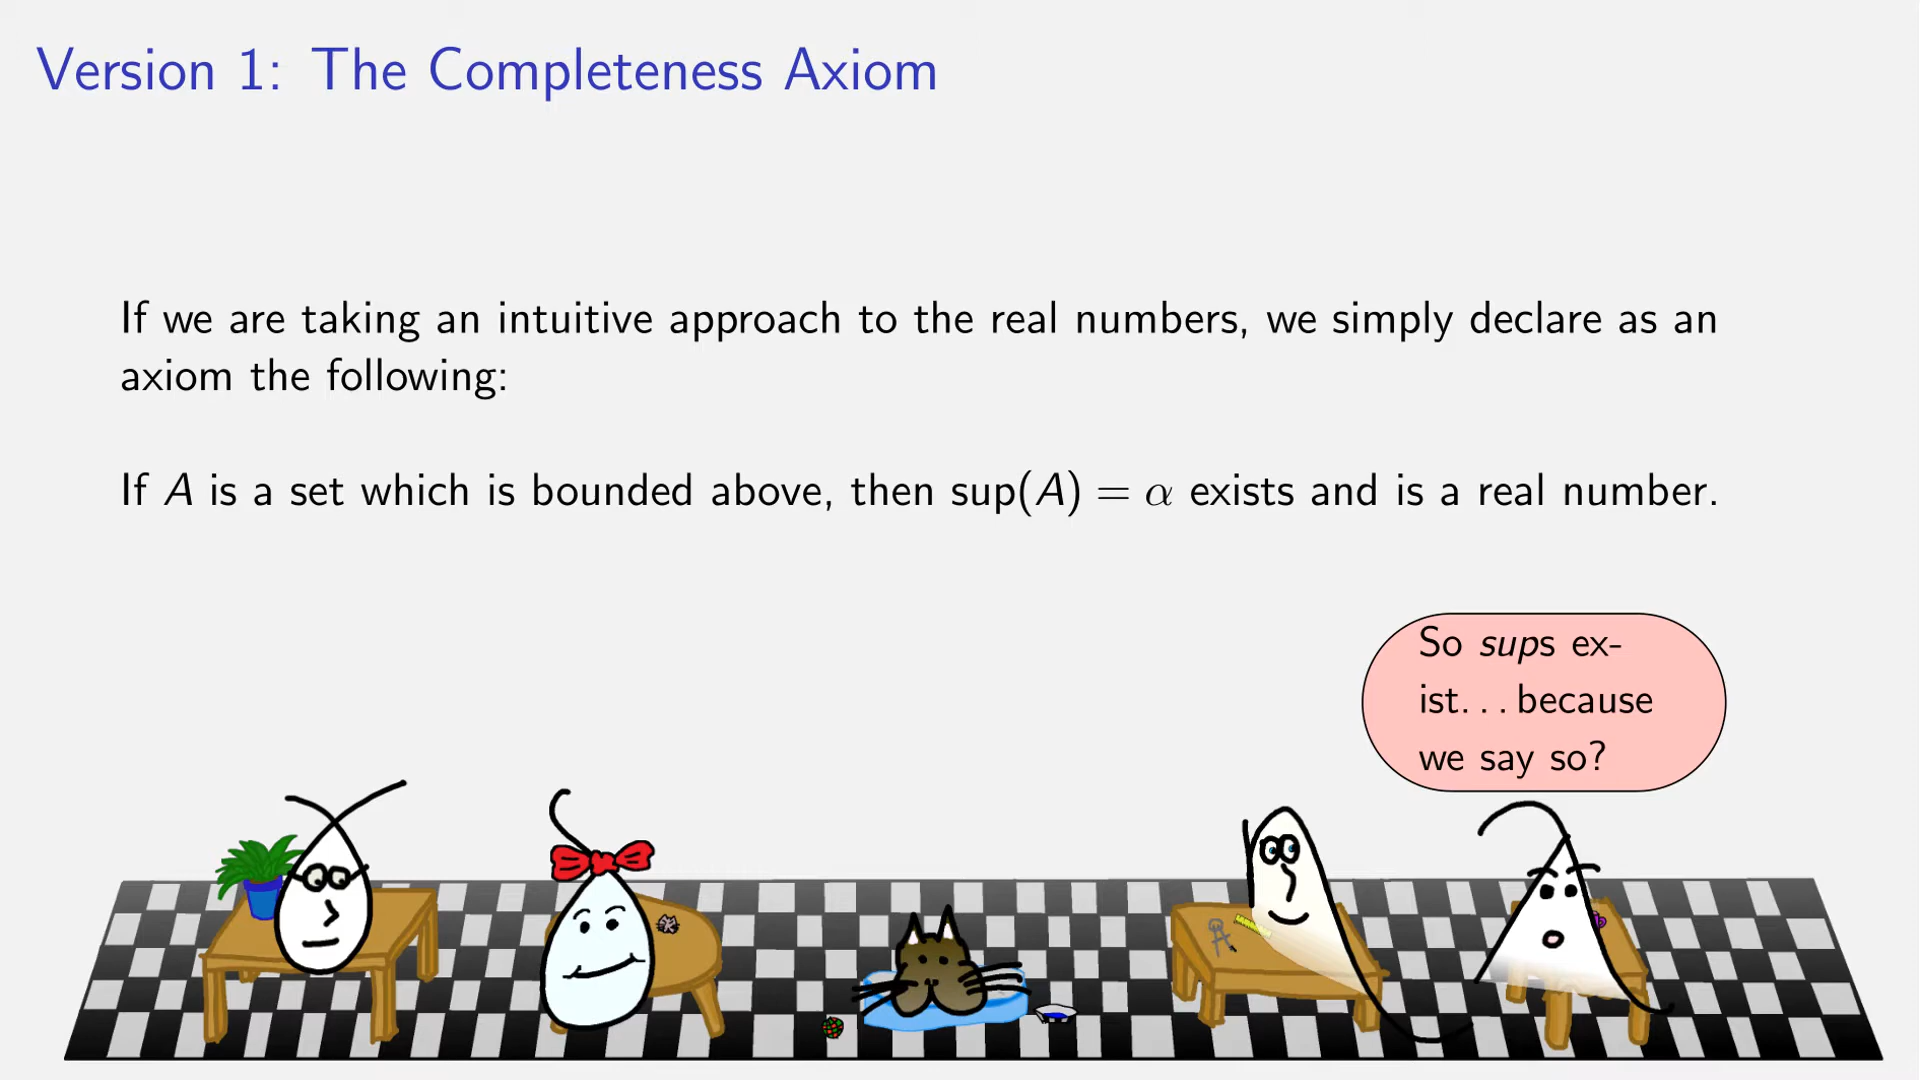 Version 1: The Completeness Axiom
If we are taking an intuitive approach to the real numbers, we simply declare as an
axiom the following:
If A is a set which is bounded above, then sup(A) = α exists and is a real number.
So sups ex-
ist...because
we say so?